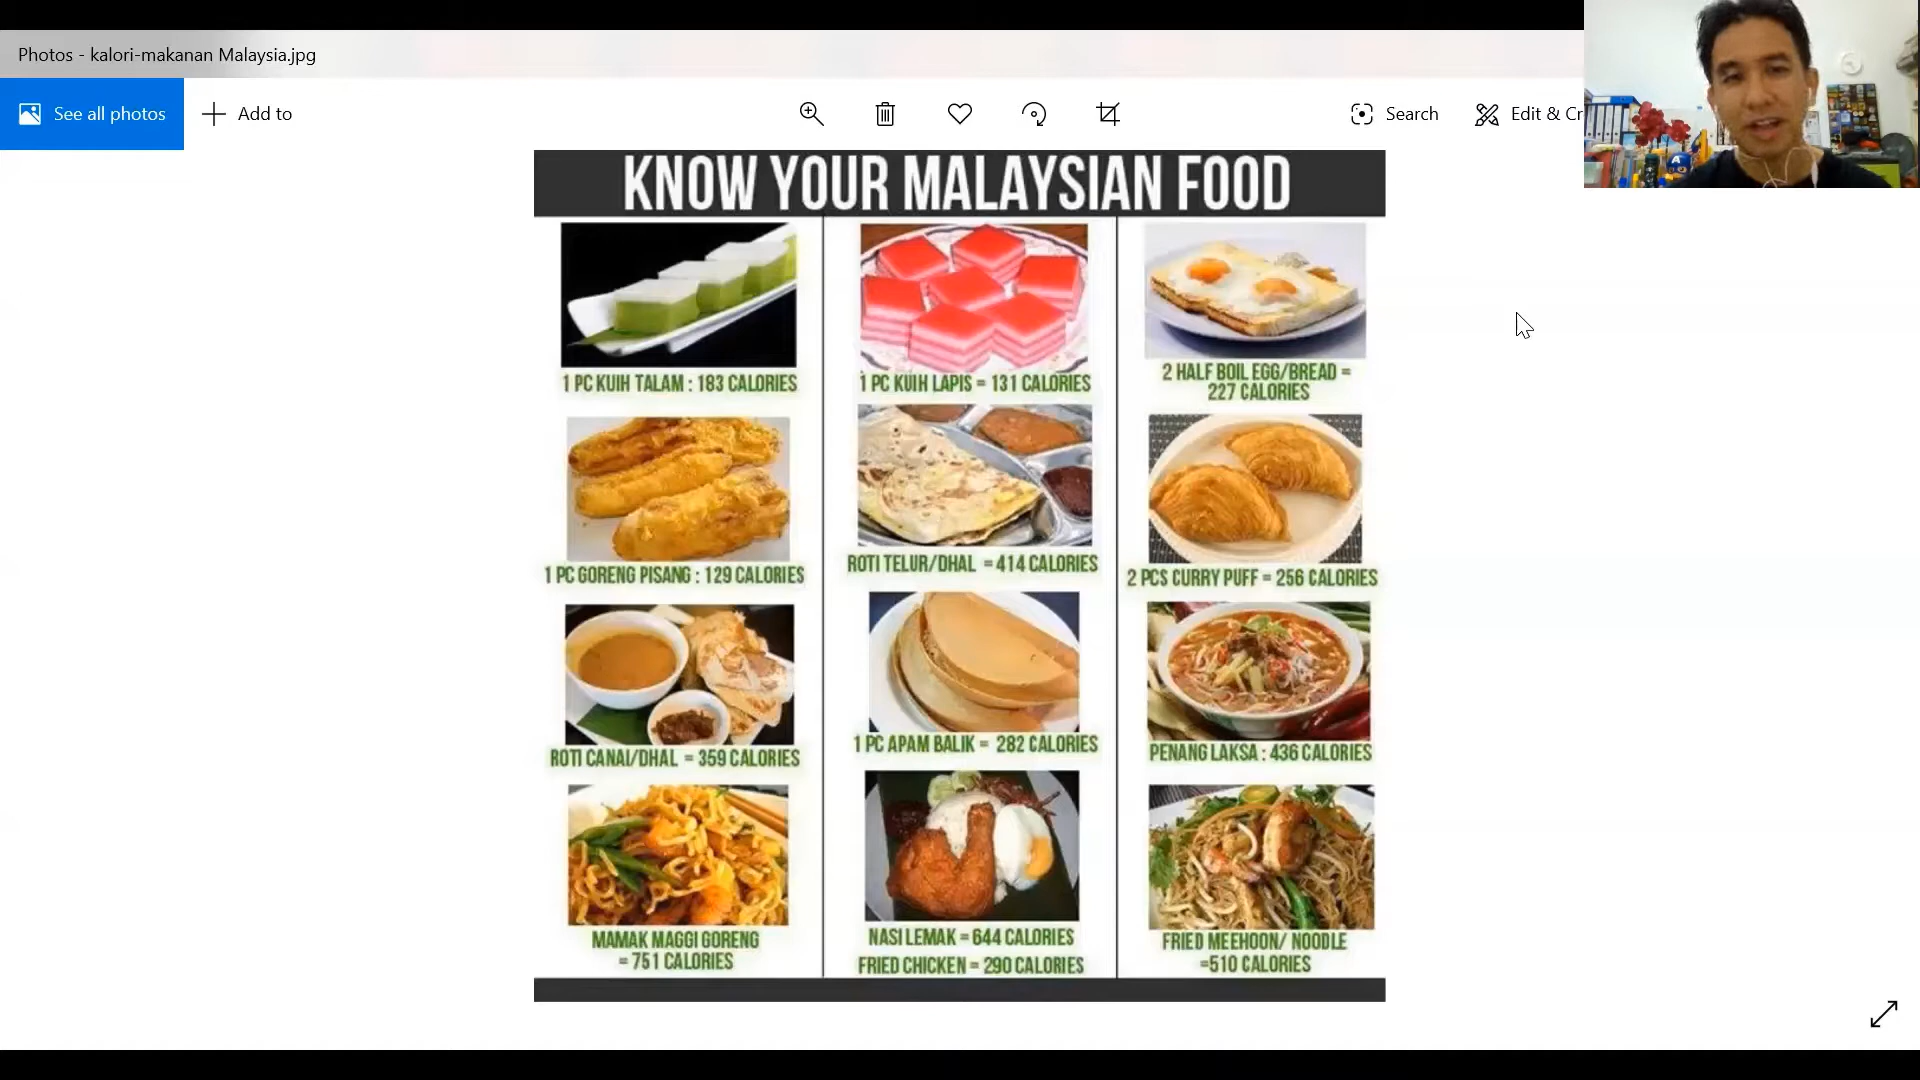 Photos - kalori-makanan Malaysia.jpg
See all photos
Add to
Search
Edit & Cr
KNOW YOUR MALAYSIAN FOOD
1 PC KUIH TALAM : 183 CALORIES
1 PC KUIH LAPIS = 131 CALORIES
2 HALF BOIL EGG/BREAD =
227 CALORIES
1 PC GORENG PISANG : 129 CALORIES
ROTI TELUR/DHAL = 414 CALORIES
2 PCS CURRY PUFF = 256 CALORIES
ROTI CANAI/DHAL = 359 CALORIES
1 PC APAM BALIK = 282 CALORIES
PENANG LAKSA : 436 CALORIES
MAMAK MAGGI GORENG
= 751 CALORIES
NASI LEMAK = 644 CALORIES
FRIED CHICKEN = 290 CALORIES
FRIED MEEHOON/ NOODLE
=510 CALORIES